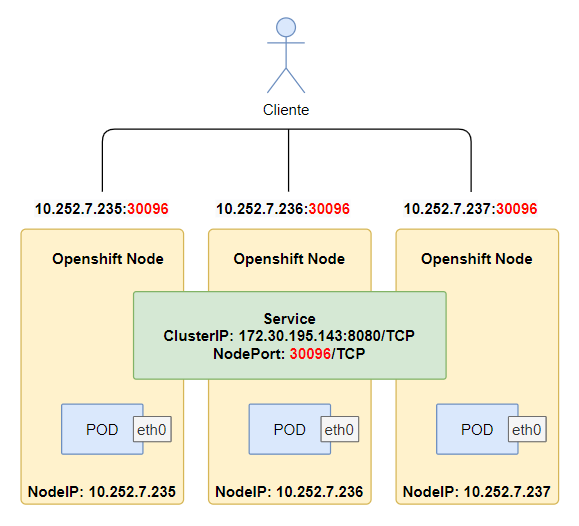 Cliente
10.252.7.235:30096
10.252.7.236:30096
10.252.7.237:30096
Openshift Node
Openshift Node
Openshift Node
Service
ClusterIP: 172.30.195.143:8080/TCP
NodePort: 30096/TCP
POD
eth0
POD
eth0
POD
eth0
NodeIP: 10.252.7.235
NodeIP: 10.252.7.236
NodeIP: 10.252.7.237